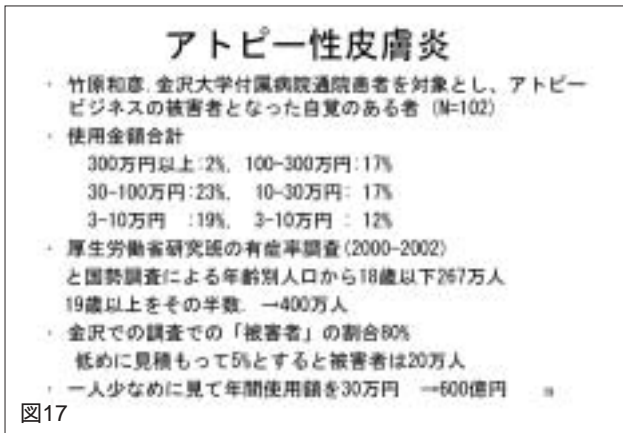 アトピー性皮膚炎
・ 竹原和彦.金沢大学付属病院通院患者を対象とし、アトピー
ビジネスの被害者となった自覚のある者 (N=102)
・ 使用金額合計
300万円以上:2%, 100-300万円:17%
30-100万円:23%, 10-30万円: 17%
3-10万円 :19%, 3-10万円 : 12%
・ 厚生労働省研究班の有症率調査(2000-2002)
と国勢調査による年齢別人口から18歳以下267万人
19歳以上をその半数. →400万人
・ 金沢での調査での「被害者」の割合80%
低めに見積もって5%とすると被害者は20万人
・ 一人少なめに見て年間使用額を30万円 →600億円
図17